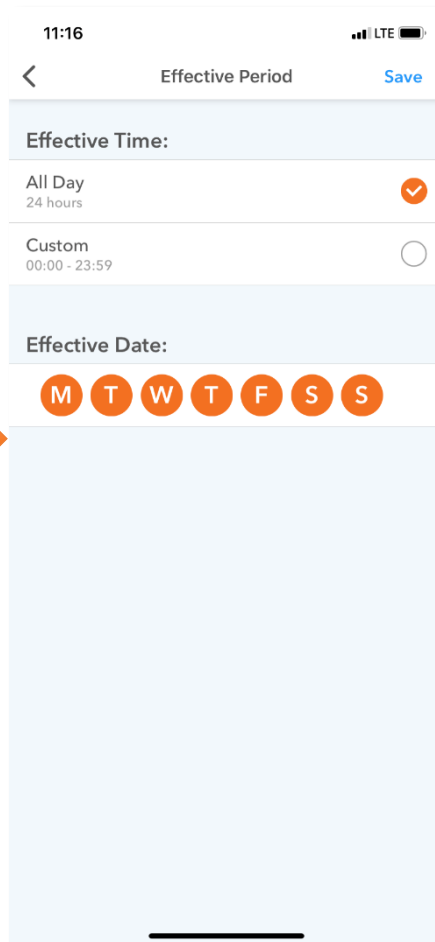 11:16 LTE
Effective Period Save
Effective Time:
All Day
24 hours
Custom
00:00 - 23:59
Effective Date:
M T W T F S S